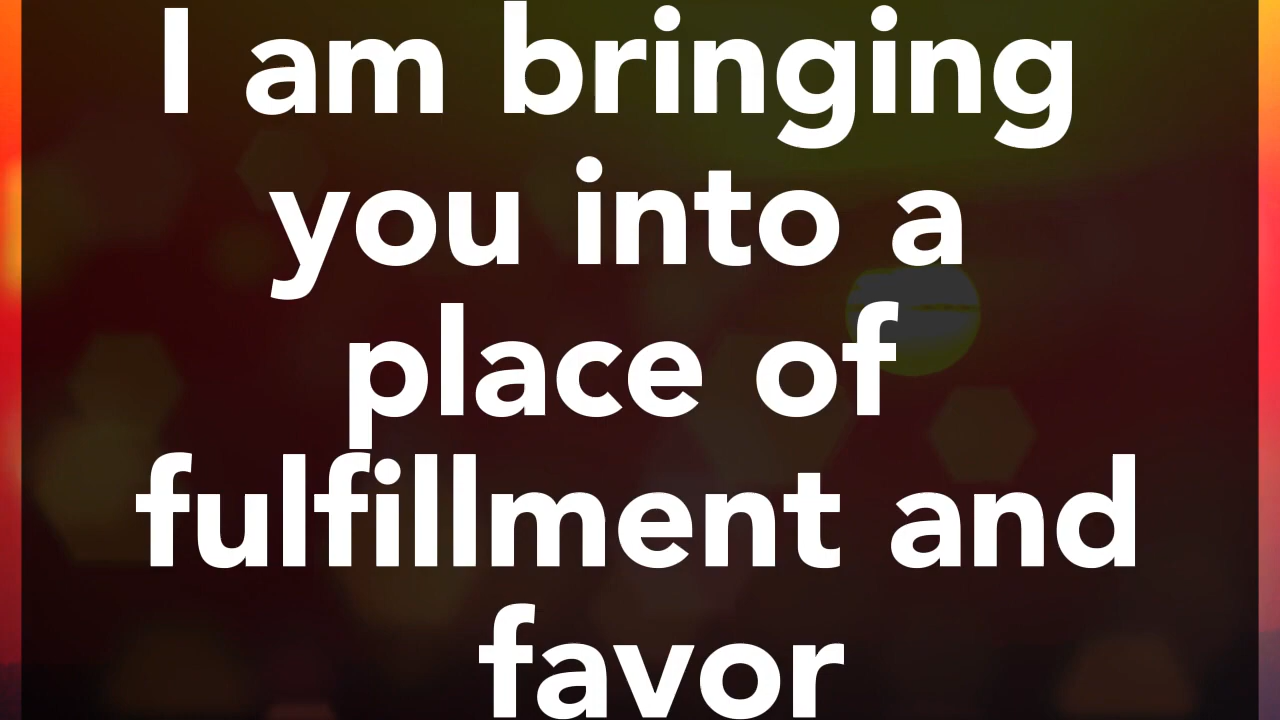 I am bringing
you into a
place of
fulfillment and
favor